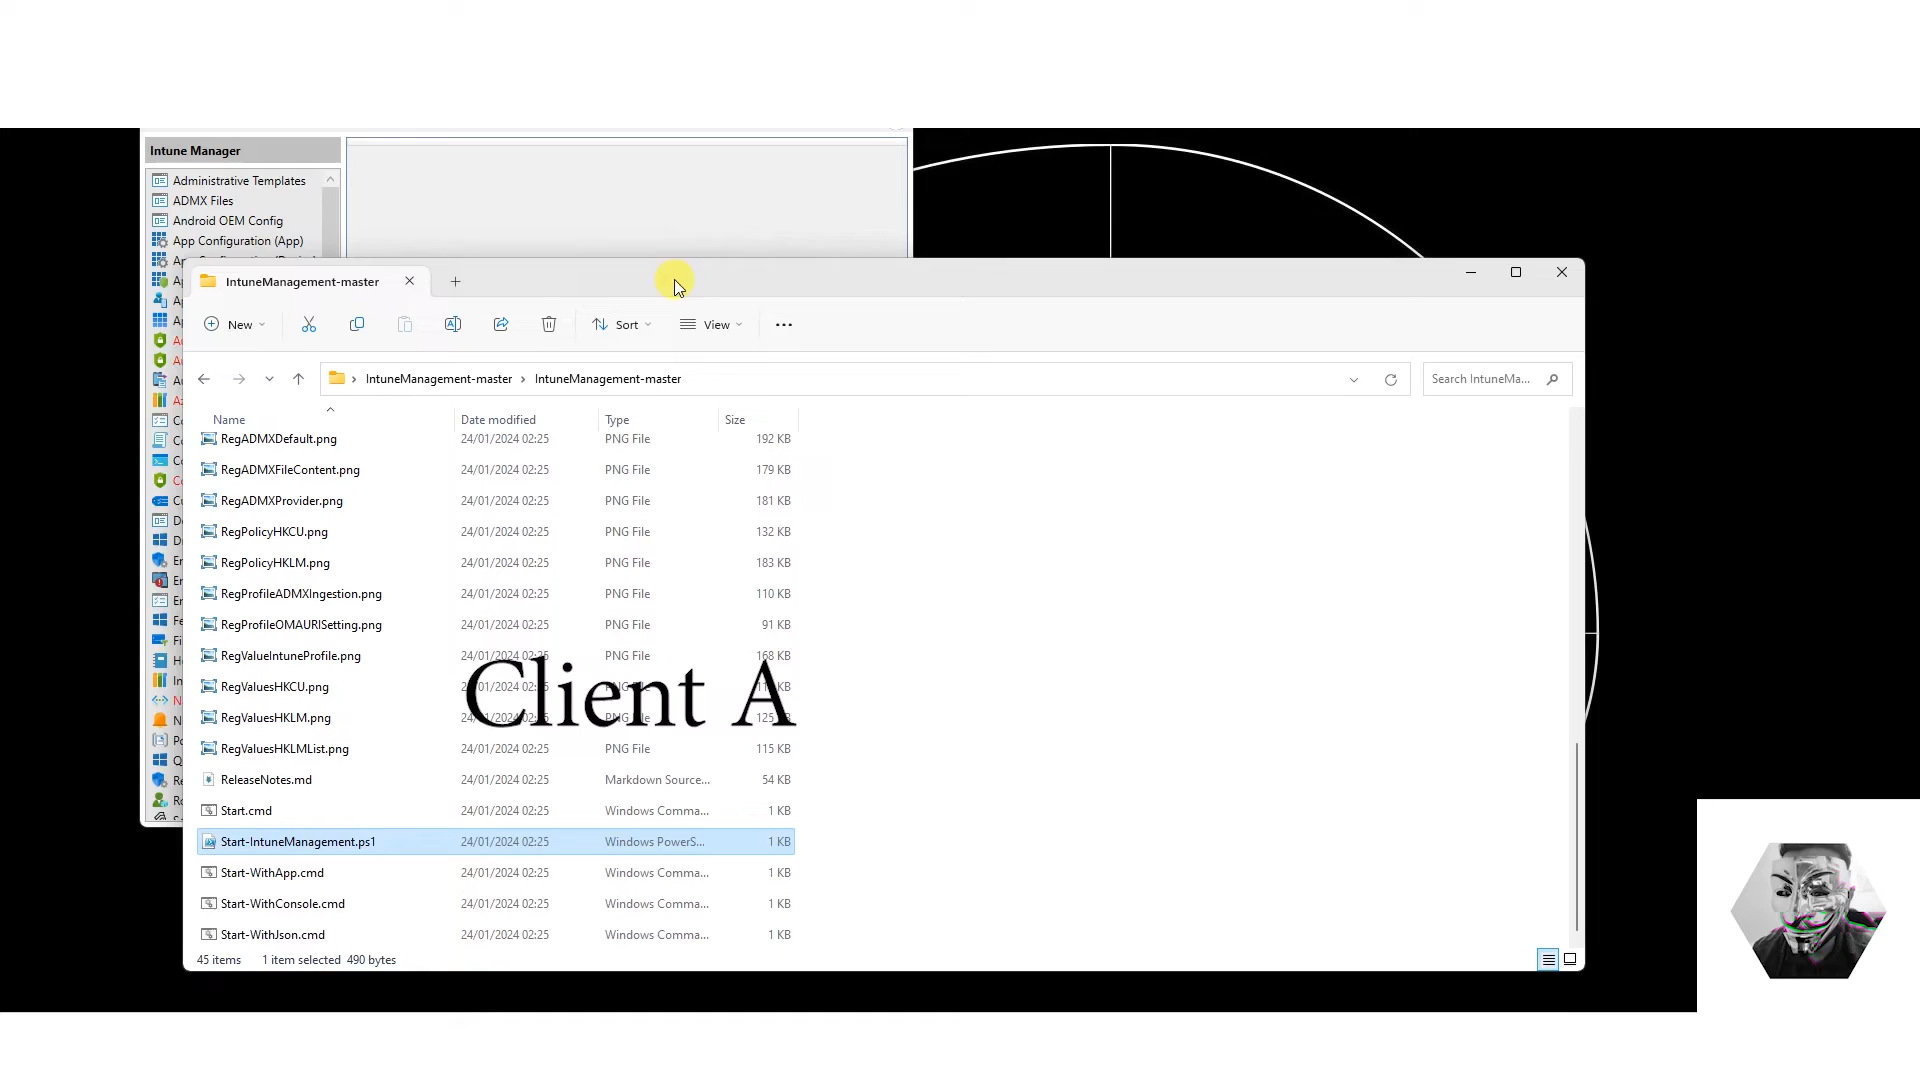 Intune Manager
Administrative Templates
ADMX Files
Android OEM Config
App Configuration (App)
IntuneManagement-master
New
Sort
View
IntuneManagement-master > IntuneManagement-master
Search IntuneMa...
Name Date modified Type Size
RegADMXDefault.png 24/01/2024 02:25 PNG File 192 KB
RegADMXFileContent.png 24/01/2024 02:25 PNG File 179 KB
RegADMXProvider.png 24/01/2024 02:25 PNG File 181 KB
RegPolicyHKCU.png 24/01/2024 02:25 PNG File 132 KB
RegPolicyHKLM.png 24/01/2024 02:25 PNG File 183 KB
RegProfileADMXIngestion.png 24/01/2024 02:25 PNG File 110 KB
RegProfileOMAURISetting.png 24/01/2024 02:25 PNG File 91 KB
RegValueIntuneProfile.png 24/01/2024 02:25 PNG File 168 KB
RegValuesHKCU.png KB
Client A
RegValuesHKLM.png 125
RegValuesHKLMList.png 24/01/2024 02:25 PNG File 115 KB
ReleaseNotes.md 24/01/2024 02:25 Markdown Source... 54 KB
Start.cmd 24/01/2024 02:25 Windows Comma... 1 KB
Start-IntuneManagement.ps1 24/01/2024 02:25 Windows PowerS... 1 KB
Start-WithApp.cmd 24/01/2024 02:25 Windows Comma... 1 KB
Start-WithConsole.cmd 24/01/2024 02:25 Windows Comma... 1 KB
Start-WithJson.cmd 24/01/2024 02:25 Windows Comma... 1 KB
45 items 1 item selected 490 bytes